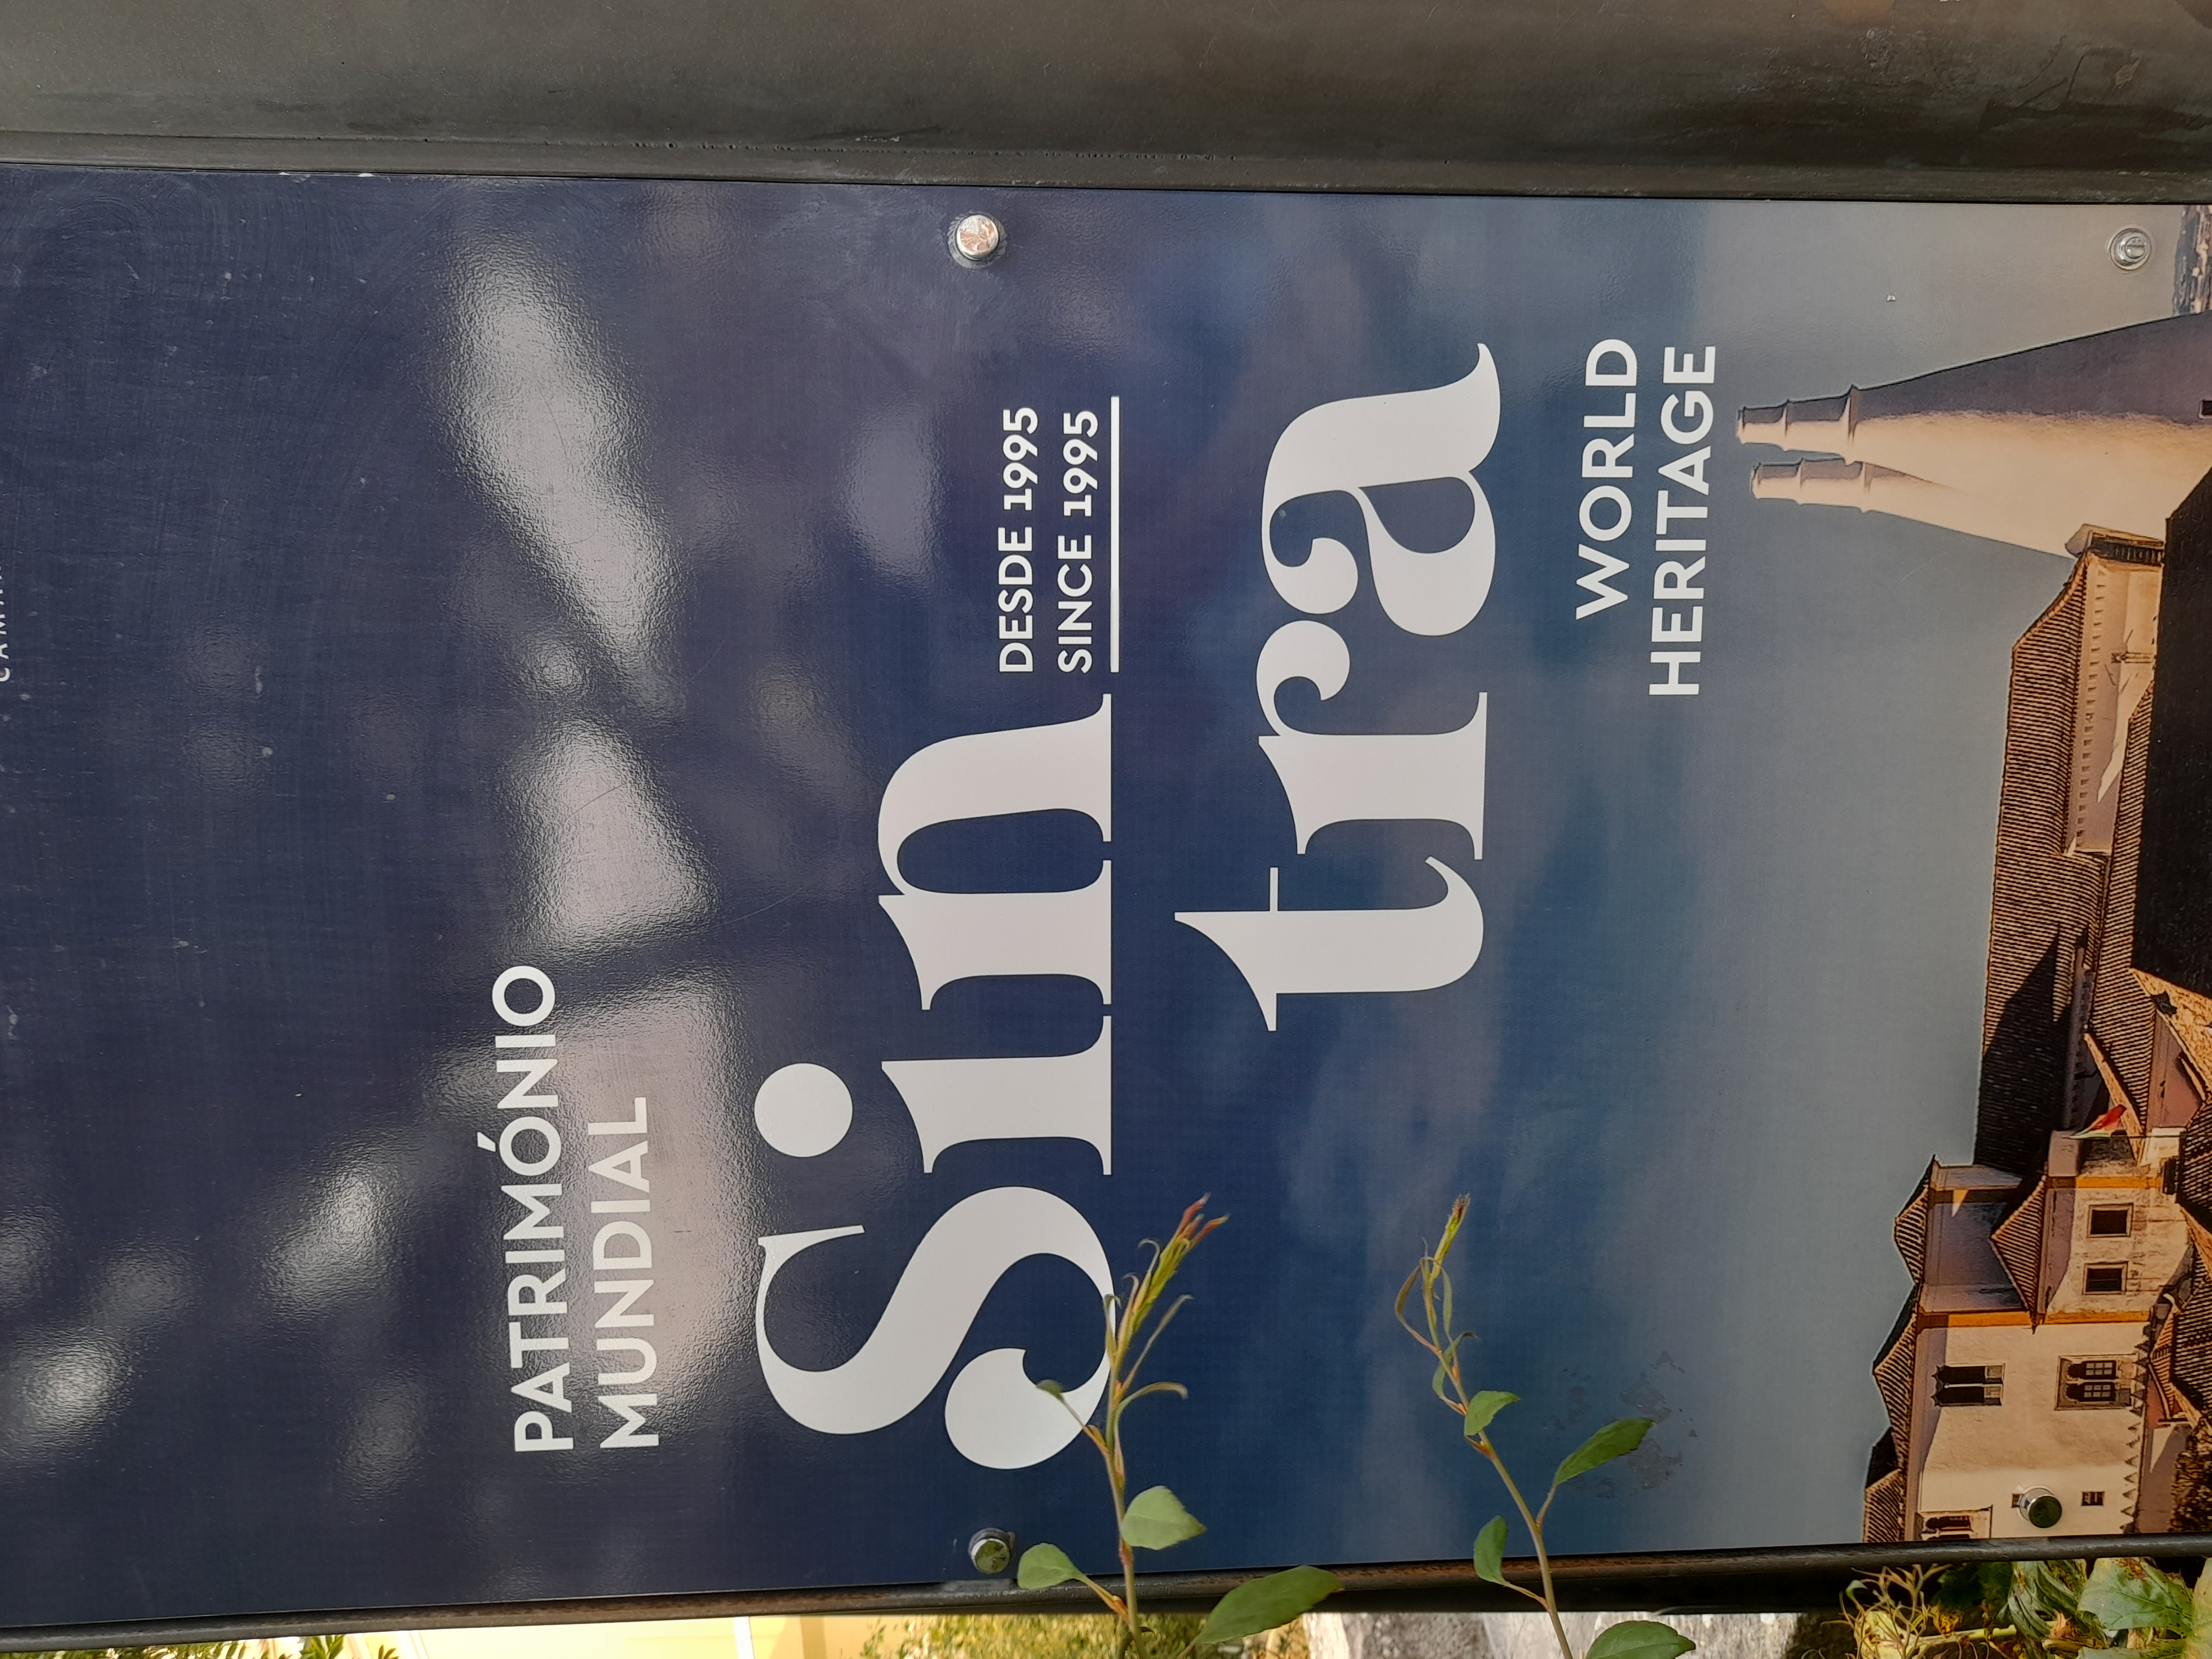 PATRIMÓNIO
MUNDIAL
Sin
DESDE 1995
SINCE 1995
tra
WORLD
HERITAGE